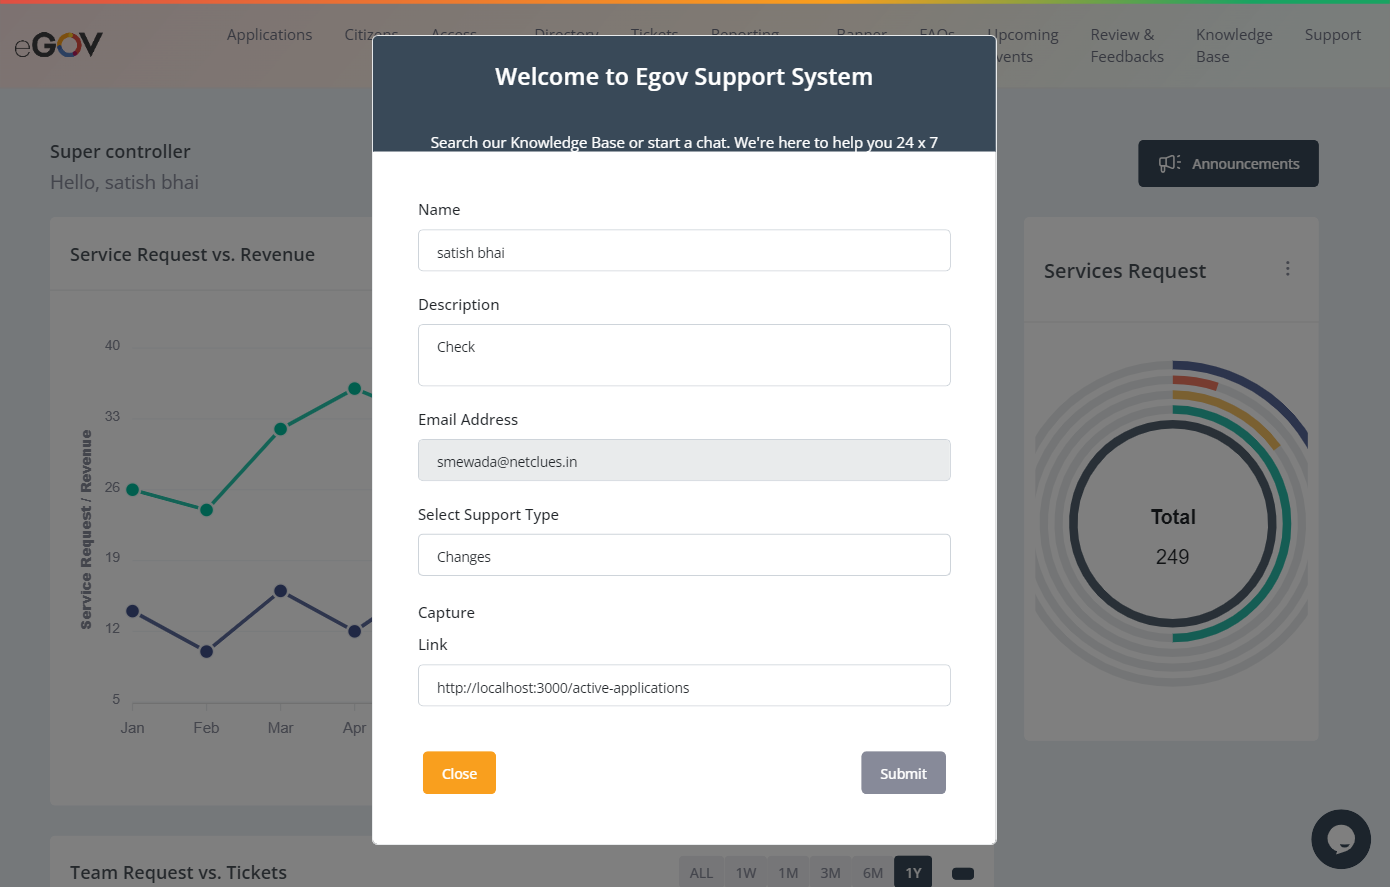 eGOV
Applications
Citizens
Access
Directory
Tickets
Reporting
Banner
FAQs
Upcoming
Events
Review &
Feedbacks
Knowledge
Base
Support
Welcome to Egov Support System
Search our Knowledge Base or start a chat. We're here to help you 24 x 7
Super controller
Hello, satish bhai
Announcements
Service Request vs. Revenue
40
33
26
19
12
5
Service Request / Revenue
Jan
Feb
Mar
Apr
Name
satish bhai
Description
Check
Email Address
smewada@netclues.in
Select Support Type
Changes
Capture
Link
http://localhost:3000/active-applications
Close
Submit
Services Request
Total
249
Team Request vs. Tickets
ALL
1W
1M
3M
6M
1Y